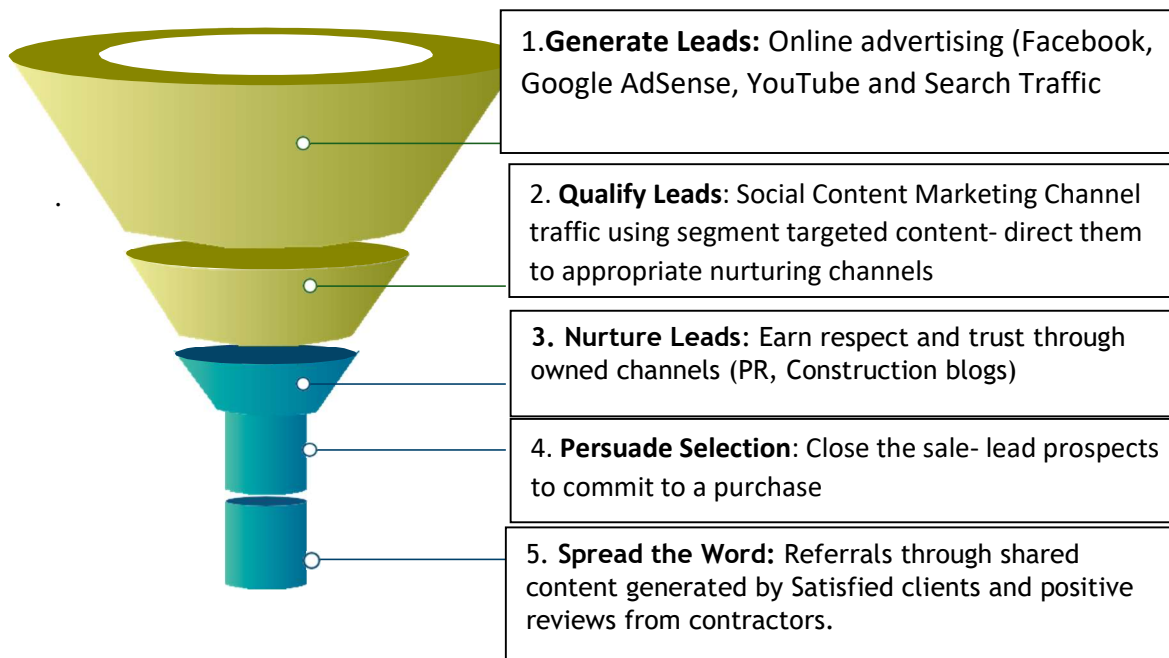 1.Generate Leads: Online advertising (Facebook,
Google AdSense, YouTube and Search Traffic
2. Qualify Leads: Social Content Marketing Channel
traffic using segment targeted content- direct them
to appropriate nurturing channels
3. Nurture Leads: Earn respect and trust through
owned channels (PR, Construction blogs)
4. Persuade Selection: Close the sale- lead prospects
to commit to a purchase
5. Spread the Word: Referrals through shared
content generated by Satisfied clients and positive
reviews from contractors.
.